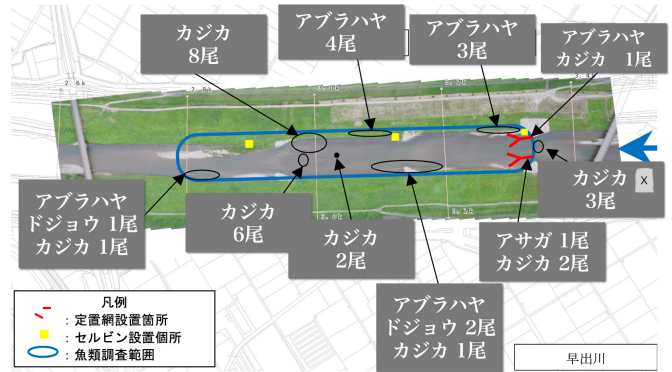 カジカ
8尾
アブラハヤ
4尾
アブラハヤ
3尾
アブラハヤ
カジカ 1尾
2.6k
2.8k
アブラハヤ
ドジョウ 1尾
カジカ 1尾
カジカ
6尾
カジカ
2尾
アブラハヤ
ドジョウ 2尾
カジカ 1尾
アサガ 1尾
カジカ 2尾
カジカ
3尾
X
凡例
：定置網設置箇所
：セルビン設置個所
：魚類調査範囲
早出川